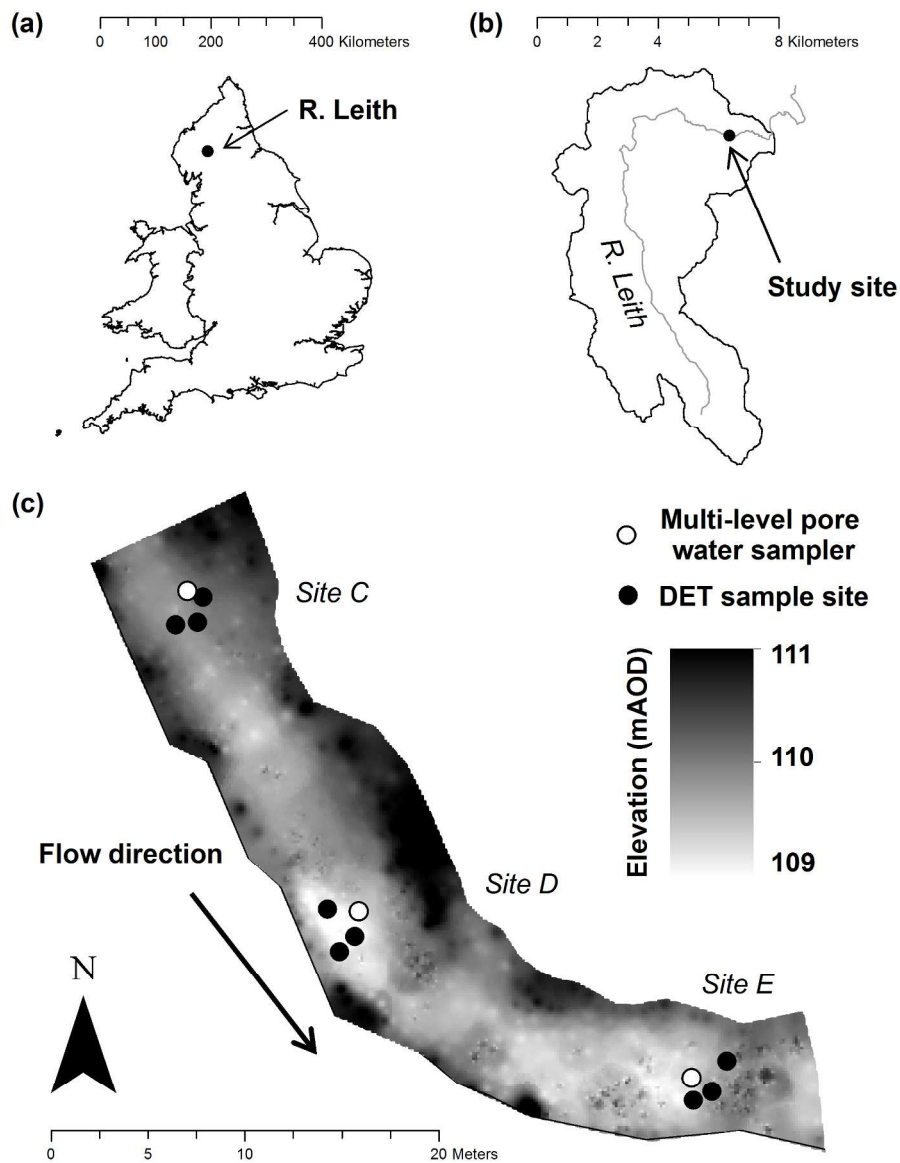 (a)
0 100 200 400 Kilometers
R. Leith
(b)
0 2 4 8 Kilometers
R. Leith
Study site
(c)
Multi-level pore
water sampler
DET sample site
Site C
Elevation (mAOD)
111
110
109
Flow direction
Site D
N
Site E
0 5 10 20 Meters